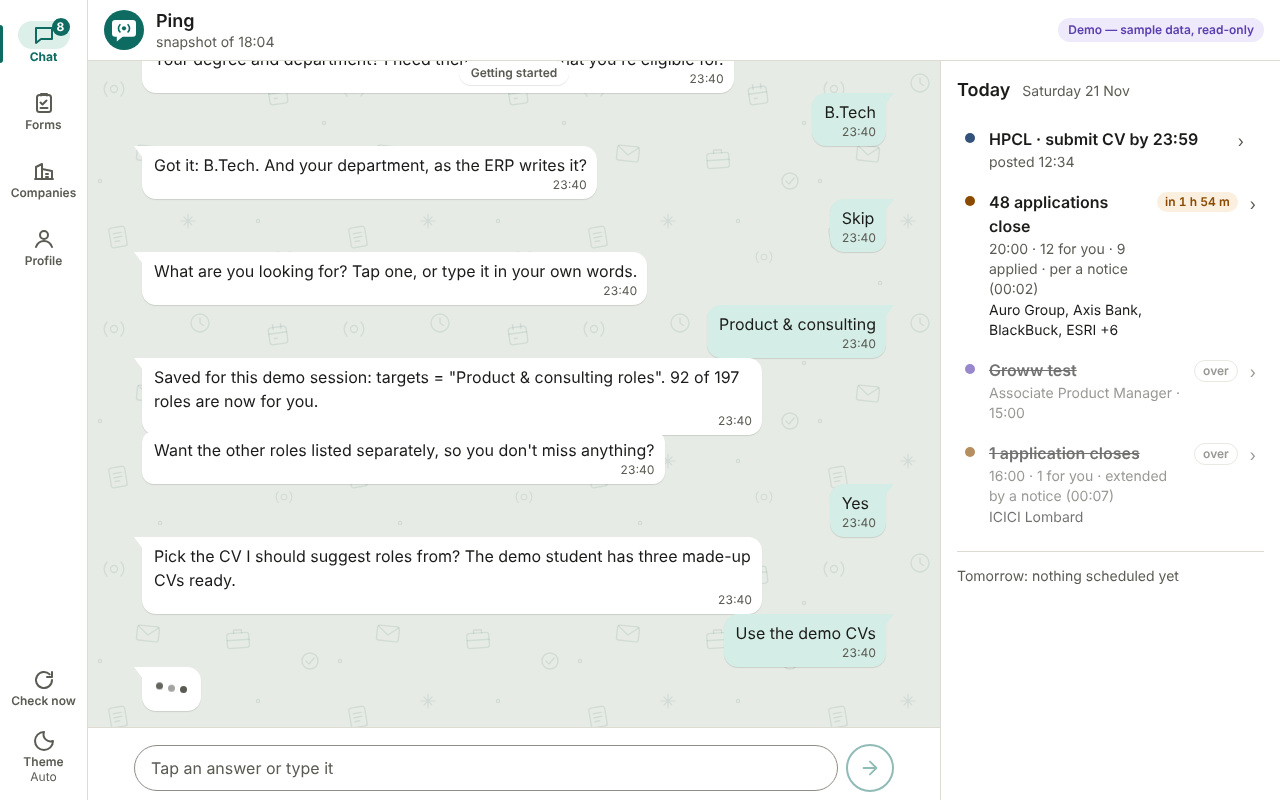 8
Chat
Forms
Companies
Profile
Check now
Theme
Auto
Ping
snapshot of 18:04
Demo — sample data, read-only
Your degree and department? I need
what you're eligible for.
23:40
Getting started
B.Tech
23:40
Got it: B.Tech. And your department, as the ERP writes it?
23:40
Skip
23:40
What are you looking for? Tap one, or type it in your own words.
23:40
Product & consulting
23:40
Saved for this demo session: targets = "Product & consulting roles". 92 of 197
roles are now for you.
23:40
Want the other roles listed separately, so you don't miss anything?
23:40
Yes
23:40
Pick the CV I should suggest roles from? The demo student has three made-up
CVs ready.
23:40
Use the demo CVs
23:40
Tap an answer or type it
Today Saturday 21 Nov
HPCL · submit CV by 23:59
posted 12:34
48 applications
close
in 1 h 54 m
20:00 · 12 for you · 9
applied · per a notice
(00:02)
Auro Group, Axis Bank,
BlackBuck, ESRI +6
Groww test
over
Associate Product Manager ·
15:00
1 application closes
over
16:00 · 1 for you · extended
by a notice (00:07)
ICICI Lombard
Tomorrow: nothing scheduled yet